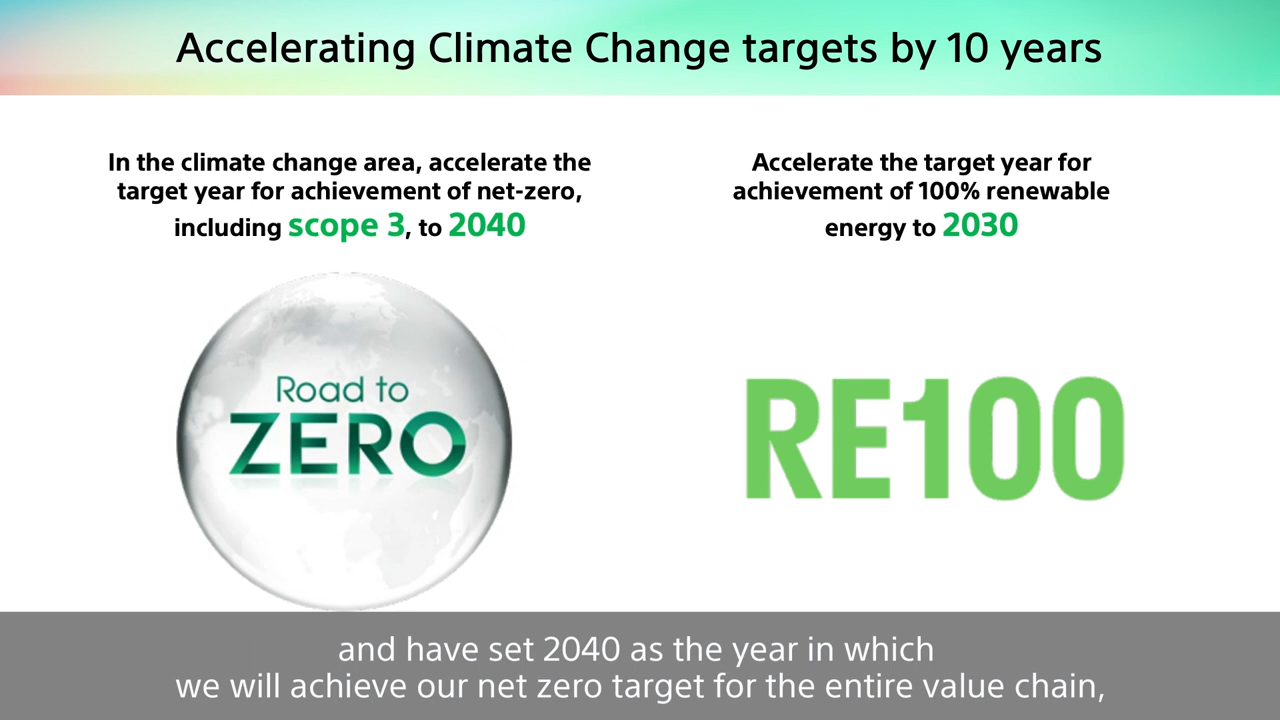 Accelerating Climate Change targets by 10 years
In the climate change area, accelerate the
target year for achievement of net-zero,
including scope 3, to 2040
Accelerate the target year for
achievement of 100% renewable
energy to 2030
Road to
ZERO
RE100
and have set 2040 as the year in which
we will achieve our net zero target for the entire value chain,